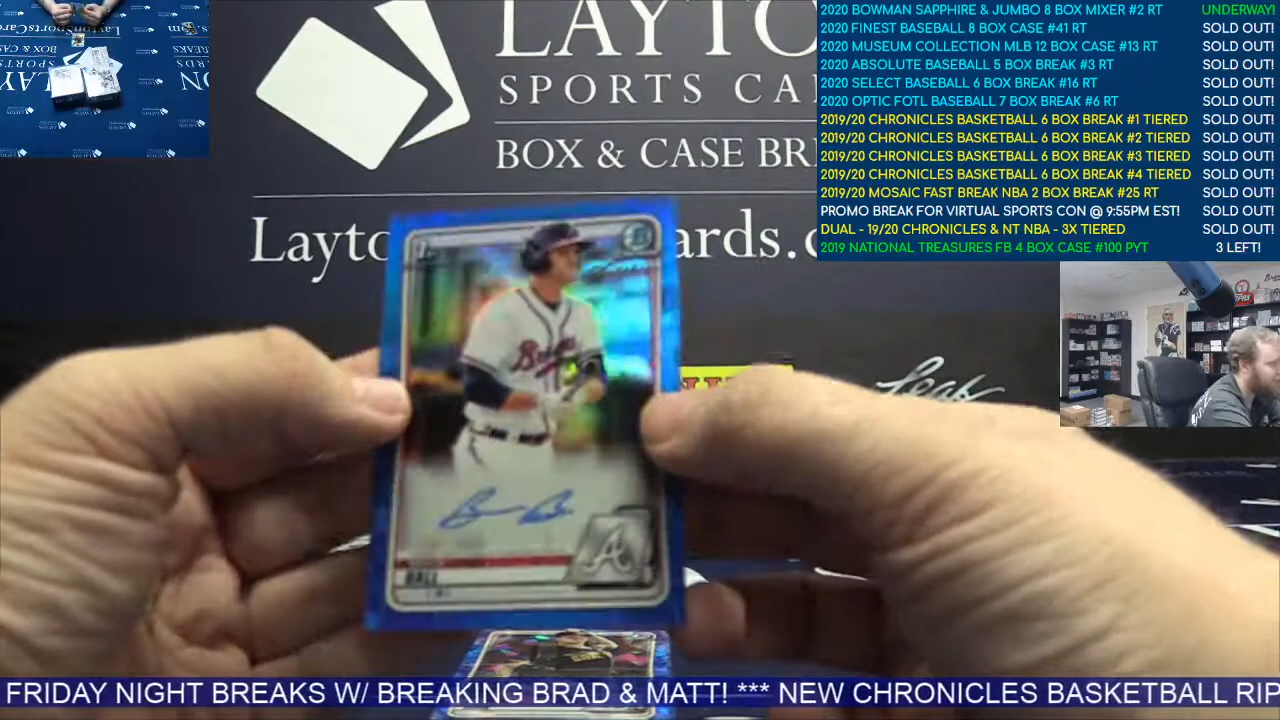 LAYTO
SPORTS CA
BOX & CASE BR
Layto
ards.c
2020 BOWMAN SAPPHIRE & JUMBO 8 BOX MIXER #2 RT UNDERWAY!
2020 FINEST BASEBALL 8 BOX CASE #41 RT SOLD OUT!
2020 MUSEUM COLLECTION MLB 12 BOX CASE #13 RT SOLD OUT!
2020 ABSOLUTE BASEBALL 5 BOX BREAK #3 RT SOLD OUT!
2020 SELECT BASEBALL 6 BOX BREAK #16 RT SOLD OUT!
2020 OPTIC FOTL BASEBALL 7 BOX BREAK #6 RT SOLD OUT!
2019/20 CHRONICLES BASKETBALL 6 BOX BREAK #1 TIERED SOLD OUT!
2019/20 CHRONICLES BASKETBALL 6 BOX BREAK #2 TIERED SOLD OUT!
2019/20 CHRONICLES BASKETBALL 6 BOX BREAK #3 TIERED SOLD OUT!
2019/20 CHRONICLES BASKETBALL 6 BOX BREAK #4 TIERED SOLD OUT!
2019/20 MOSAIC FAST BREAK NBA 2 BOX BREAK #25 RT SOLD OUT!
PROMO BREAK FOR VIRTUAL SPORTS CON @ 9:55PM EST! SOLD OUT!
DUAL - 19/20 CHRONICLES & NT NBA - 3X TIERED SOLD OUT!
2019 NATIONAL TREASURES FB 4 BOX CASE #100 PYT 3 LEFT!
Leaf
BALL
A
FRIDAY NIGHT BREAKS W/ BREAKING BRAD & MATT! *** NEW CHRONICLES BASKETBALL RIP